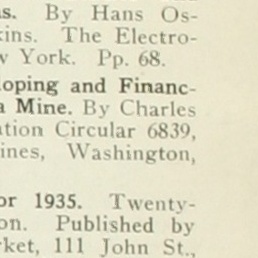 s. By Hans Os-
kins. The Electro-
w York. Pp. 68.
loping and Financ-
a Mine. By Charles
ation Circular 6839,
ines, Washington,
or 1935. Twenty-
on. Published by
rket, 111 John St.,